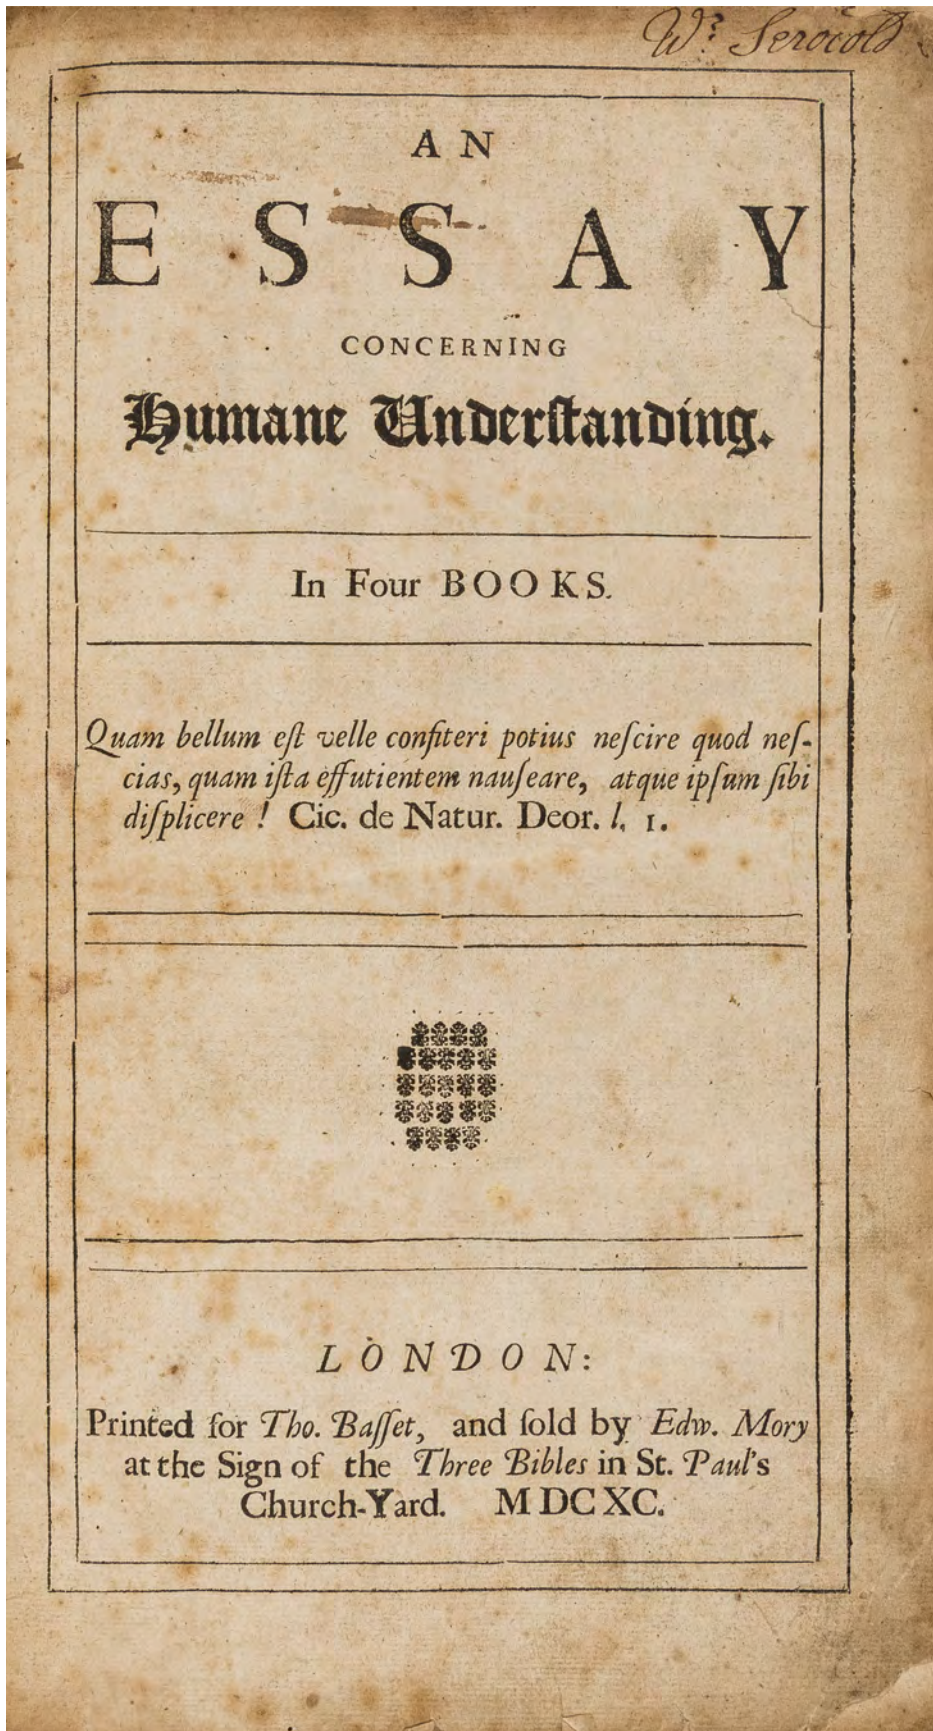 Wm. Serocold
AN
ESSAY
CONCERNING
Humane Underſtanding.
In Four BOOKS.
Quam bellum eſt velle confiteri potius neſcire quod neſ-
cias, quam iſta effutientem nauſeare, atque ipſum ſibi
diſplicere ! Cic. de Natur. Deor. l. 1.
LONDON:
Printed for Tho. Baſſet, and ſold by Edw. Mory
at the Sign of the Three Bibles in St. Paul's
Church-Yard. MDCXC.